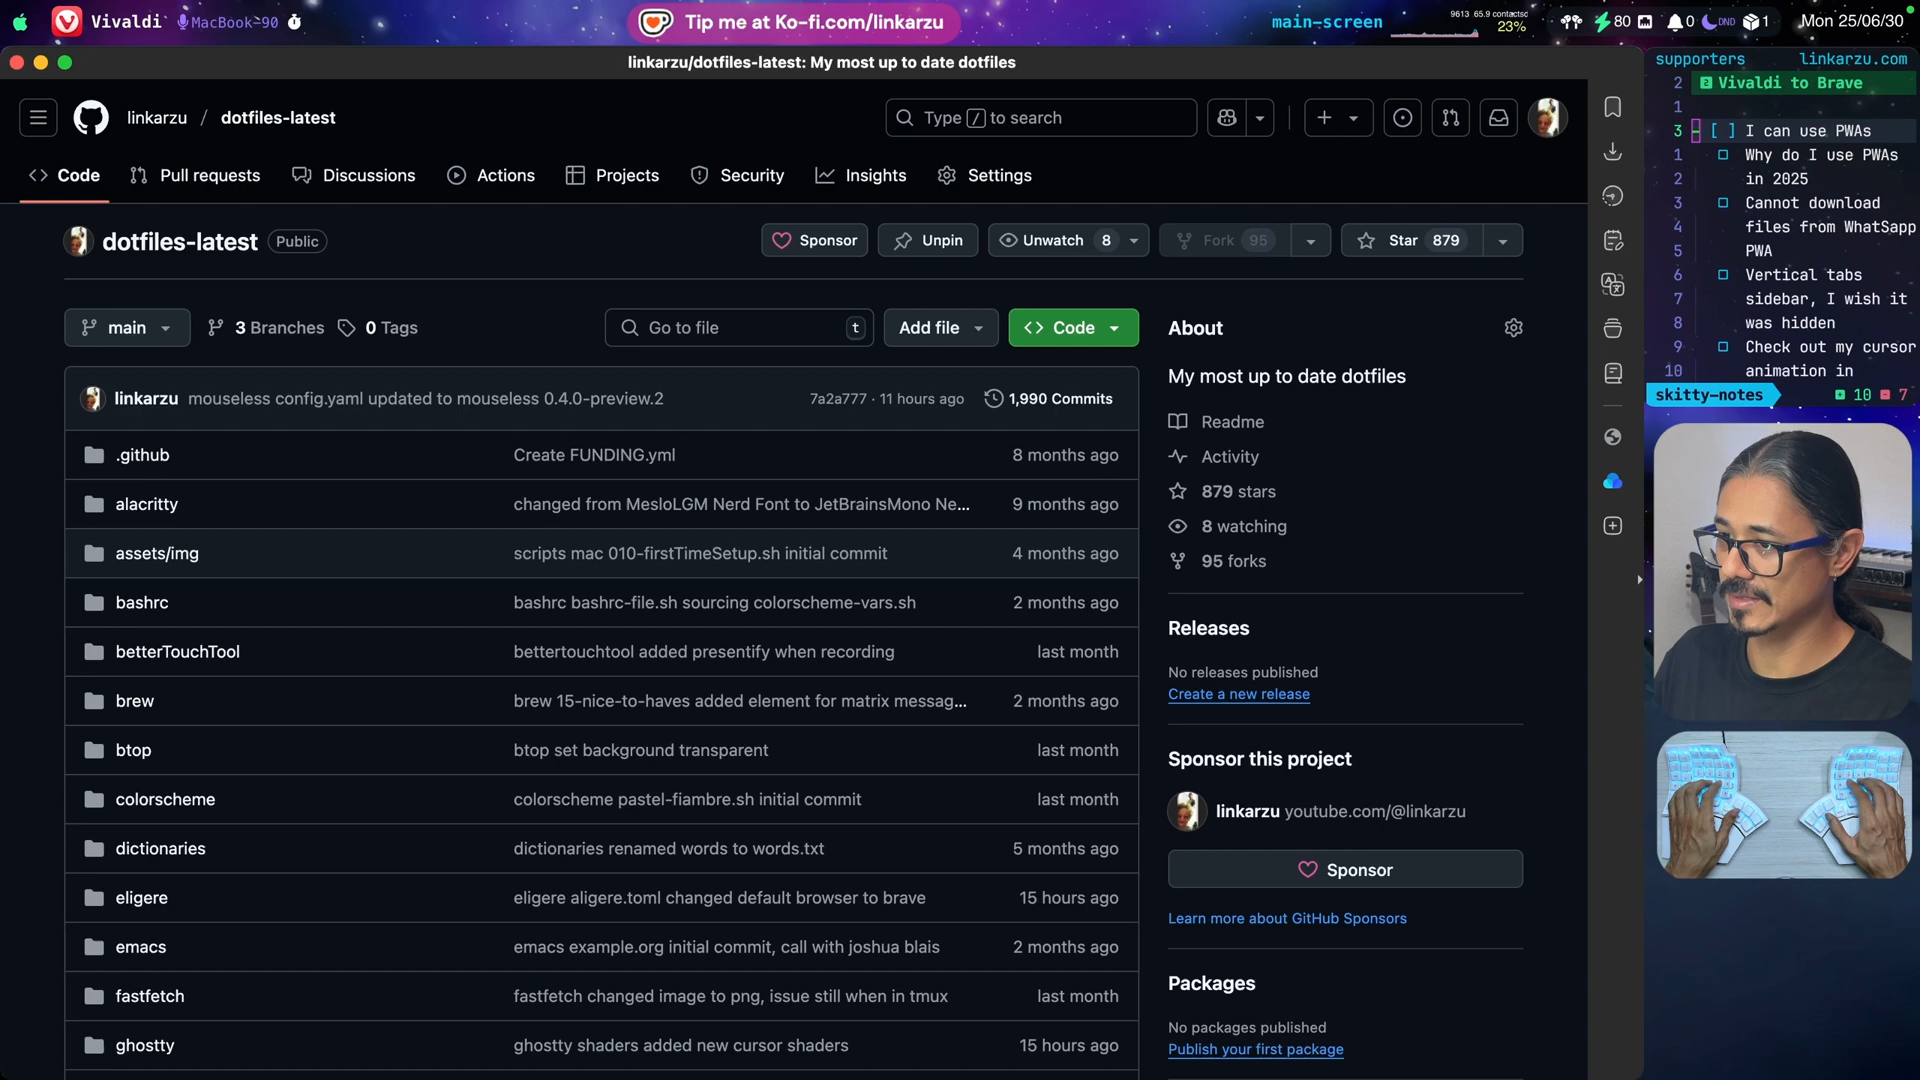 Vivaldi
MacBook-90
Tip me at Ko-fi.com/linkarzu
main-screen
9613 65.9 contactsc
23%
80
0
DND
1
Mon 25/06/30
linkarzu/dotfiles-latest: My most up to date dotfiles
linkarzu / dotfiles-latest
Type / to search
Code
Pull requests
Discussions
Actions
Projects
Security
Insights
Settings
dotfiles-latest
Public
Sponsor
Unpin
Unwatch 8
Fork 95
Star 879
main
3 Branches
0 Tags
Go to file
t
Add file
Code
linkarzu mouseless config.yaml updated to mouseless 0.4.0-preview.2
7a2a777 · 11 hours ago
1,990 Commits
.github Create FUNDING.yml 8 months ago
alacritty changed from MesloLGM Nerd Font to JetBrainsMono Ne... 9 months ago
assets/img scripts mac 010-firstTimeSetup.sh initial commit 4 months ago
bashrc bashrc bashrc-file.sh sourcing colorscheme-vars.sh 2 months ago
betterTouchTool bettertouchtool added presentify when recording last month
brew brew 15-nice-to-haves added element for matrix messag... 2 months ago
btop btop set background transparent last month
colorscheme colorscheme pastel-fiambre.sh initial commit last month
dictionaries dictionaries renamed words to words.txt 5 months ago
eligere eligere aligere.toml changed default browser to brave 15 hours ago
emacs emacs example.org initial commit, call with joshua blais 2 months ago
fastfetch fastfetch changed image to png, issue still when in tmux last month
ghostty ghostty shaders added new cursor shaders 15 hours ago
About
My most up to date dotfiles
Readme
Activity
879 stars
8 watching
95 forks
Releases
No releases published
Create a new release
Sponsor this project
linkarzu youtube.com/@linkarzu
Sponsor
Learn more about GitHub Sponsors
Packages
No packages published
Publish your first package
supporters linkarzu.com
2 2 Vivaldi to Brave
1
3 - [ ] I can use PWAs
1 Why do I use PWAs
2 in 2025
3 Cannot download
4 files from WhatsApp
5 PWA
6 Vertical tabs
7 sidebar, I wish it
8 was hidden
9 Check out my cursor
10 animation in
skitty-notes 10 7